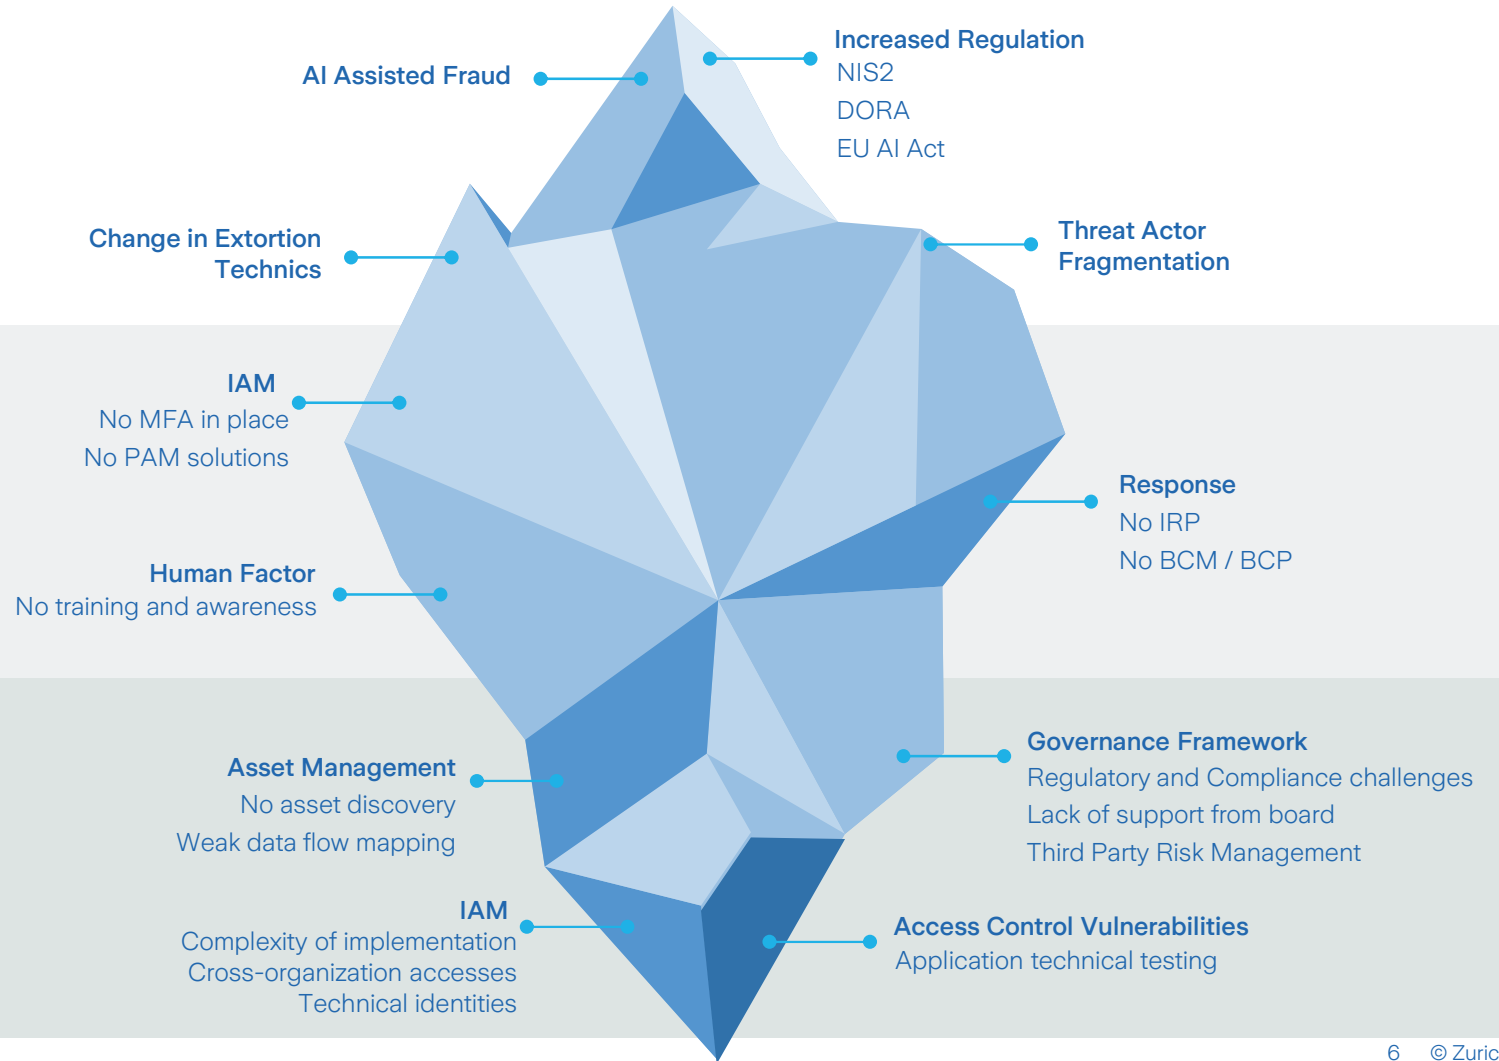 AI Assisted Fraud
Increased Regulation
NIS2
DORA
EU AI Act
Change in Extortion
Technics
Threat Actor
Fragmentation
IAM
No MFA in place
No PAM solutions
Response
No IRP
No BCM / BCP
Human Factor
No training and awareness
Asset Management
No asset discovery
Weak data flow mapping
Governance Framework
Regulatory and Compliance challenges
Lack of support from board
Third Party Risk Management
IAM
Complexity of implementation
Cross-organization accesses
Technical identities
Access Control Vulnerabilities
Application technical testing
6 © Zuric